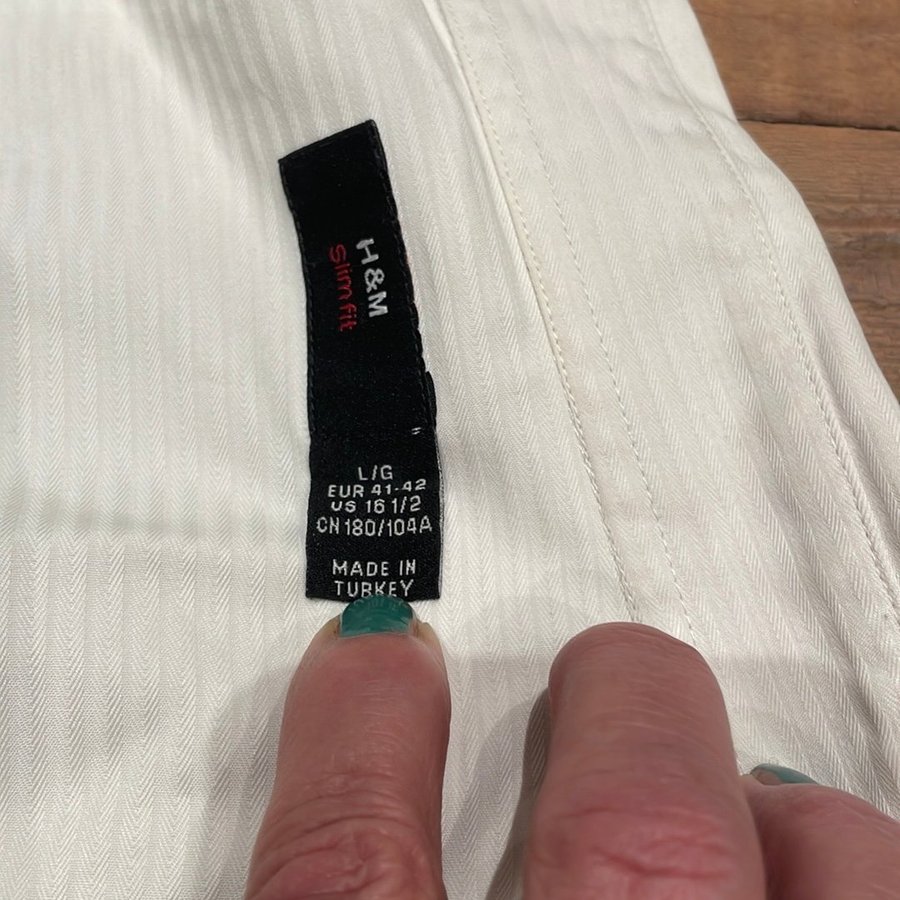 H&M
Slim fit
L/G
EUR 41-42
US 16 1/2
CN 180/104A
MADE IN
TURKEY